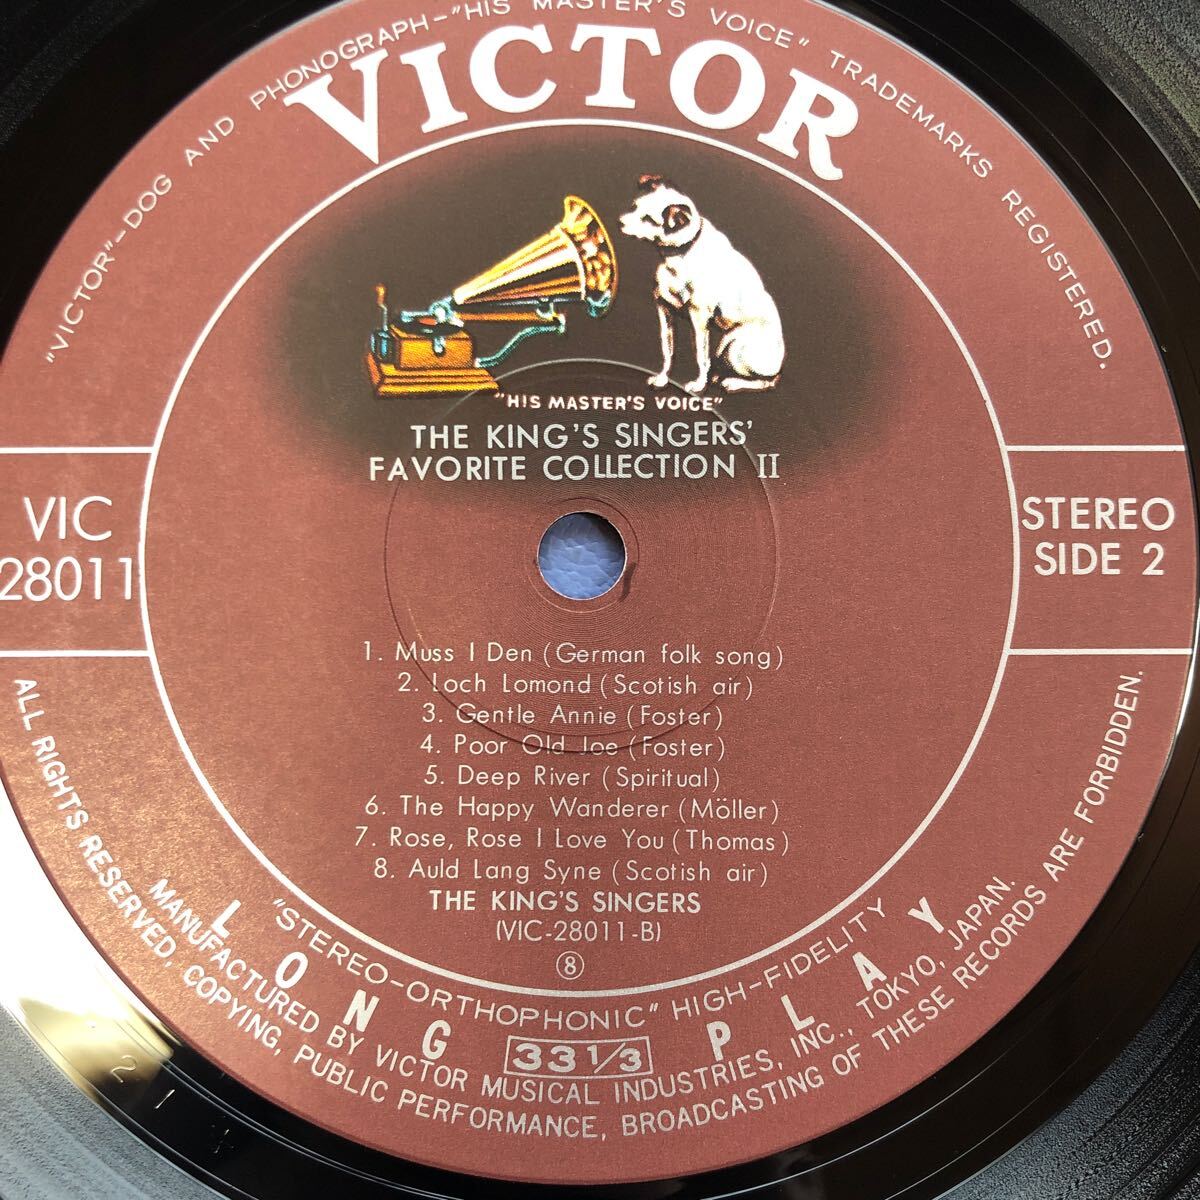 "VICTOR"-DOG AND PHONOGRAPH-"HIS MASTER'S VOICE" TRADEMARKS REGISTERED.
VICTOR
"HIS MASTER'S VOICE"
THE KING'S SINGERS'
FAVORITE COLLECTION II
VIC
28011
STEREO
SIDE 2
1. Muss I Den (German folk song)
2. Loch Lomond (Scotish air)
3. Gentle Annie (Foster)
4. Poor Old Joe (Foster)
5. Deep River (Spiritual)
6. The Happy Wanderer (Möller)
7. Rose, Rose I Love You (Thomas)
8. Auld Lang Syne (Scotish air)
THE KING'S SINGERS
(VIC-28011-B)
⑧
"STEREO-ORTHOPHONIC" HIGH-FIDELITY
LONG PLAY
33 1/3
MANUFACTURED BY VICTOR MUSICAL INDUSTRIES, INC., TOKYO, JAPAN.
ALL RIGHTS RESERVED, COPYING, PUBLIC PERFORMANCE, BROADCASTING OF THESE RECORDS ARE FORBIDDEN.
2